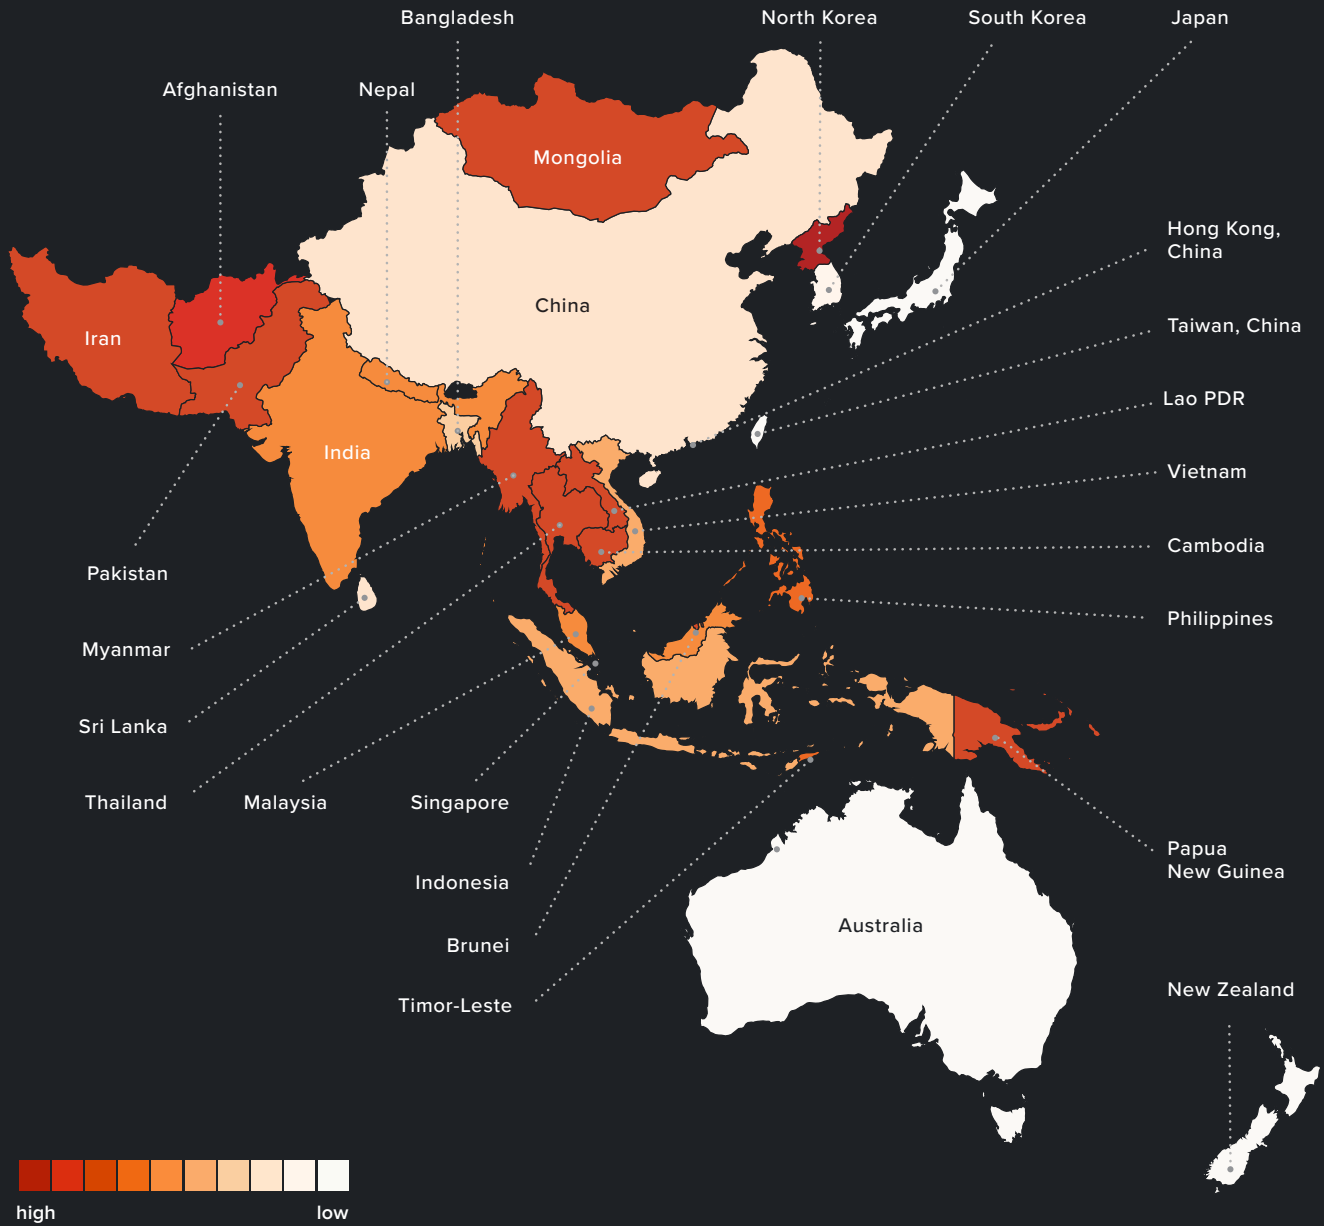 Bangladesh
North Korea
South Korea
Japan
Afghanistan
Nepal
Mongolia
Hong Kong,
China
China
Taiwan, China
Iran
Lao PDR
India
Vietnam
Cambodia
Pakistan
Philippines
Myanmar
Sri Lanka
Thailand
Malaysia
Singapore
Papua
New Guinea
Indonesia
Australia
Brunei
New Zealand
Timor-Leste
high
low